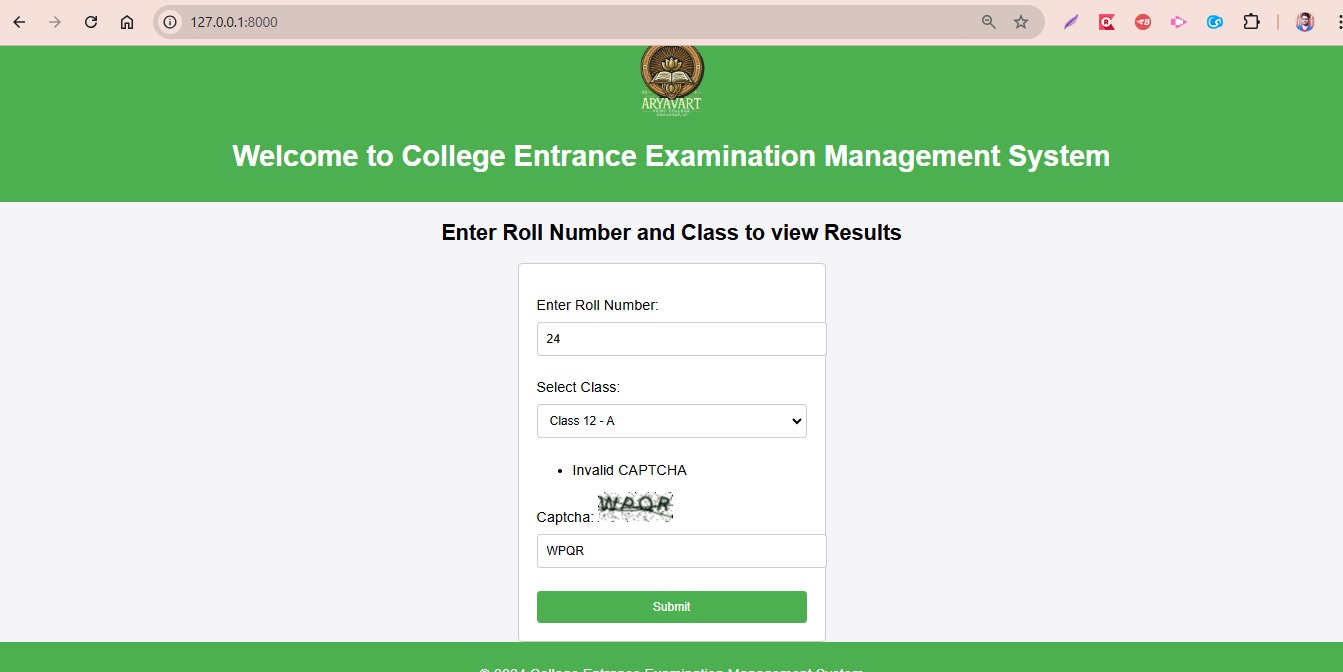 127.0.0.1:8000
ARYAVART
Welcome to College Entrance Examination Management System
Enter Roll Number and Class to view Results
Enter Roll Number:
24
Select Class:
Class 12 - A
Invalid CAPTCHA
Captcha: WPQR
WPQR
Submit
© 2024 College Entrance Examination Management System